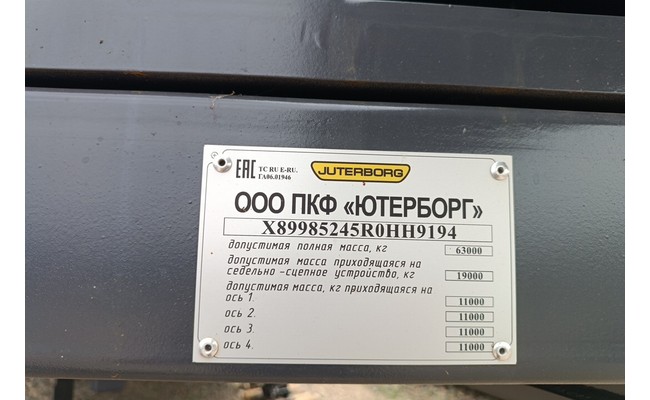 ЕАС ТС RU E-RU.
ГА06.01946
JUTERBORG
ООО ПКФ «ЮТЕРБОРГ»
X89985245R0HH9194
допустимая полная масса, кг 63000
допустимая масса приходящаяся на
седельно-сцепное устройство, кг 19000
допустимая масса, кг приходящаяся на
ось 1. 11000
ось 2. 11000
ось 3. 11000
ось 4. 11000